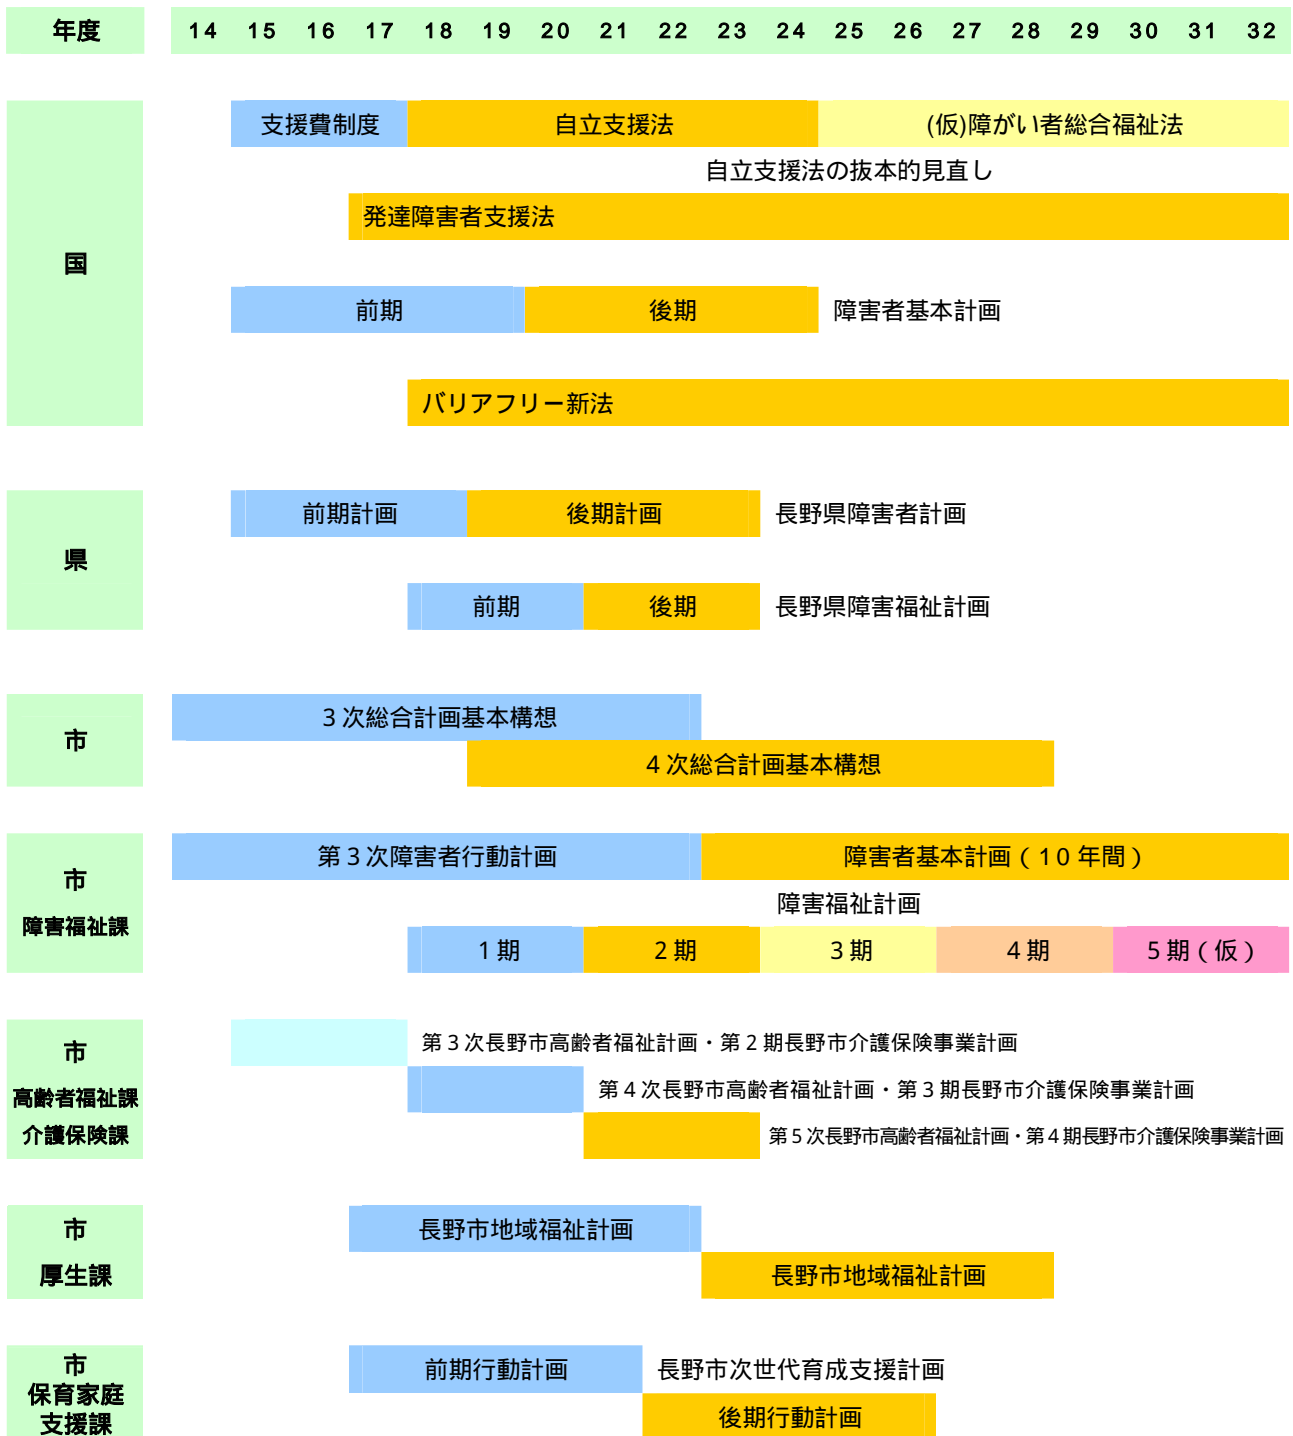 年度 14 15 16 17 18 19 20 21 22 23 24 25 26 27 28 29 30 31 32
国
支援費制度 自立支援法 (仮)障がい者総合福祉法
自立支援法の抜本的見直し
発達障害者支援法
前期 後期 障害者基本計画
バリアフリー新法
県
前期計画 後期計画 長野県障害者計画
前期 後期 長野県障害福祉計画
市
3次総合計画基本構想
4次総合計画基本構想
市
障害福祉課
第3次障害者行動計画 障害者基本計画(10年間)
障害福祉計画
1期 2期 3期 4期 5期(仮)
市
高齢者福祉課
介護保険課
第3次長野市高齢者福祉計画・第2期長野市介護保険事業計画
第4次長野市高齢者福祉計画・第3期長野市介護保険事業計画
第5次長野市高齢者福祉計画・第4期長野市介護保険事業計画
市
厚生課
長野市地域福祉計画
長野市地域福祉計画
市
保育家庭
支援課
前期行動計画 長野市次世代育成支援計画
後期行動計画